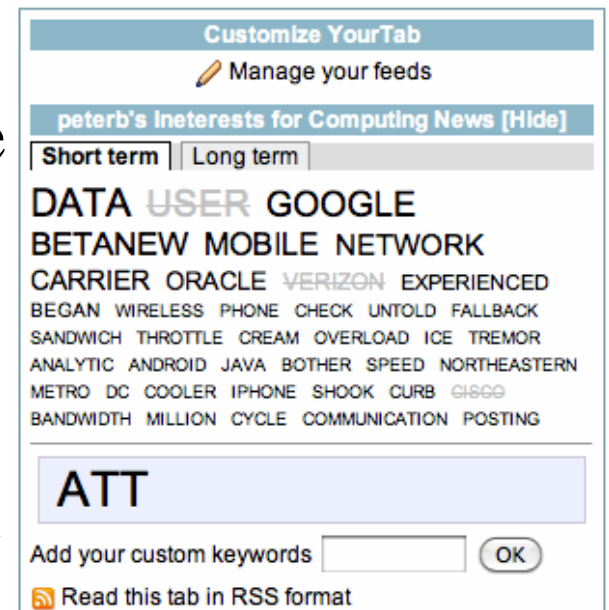 Customize YourTab
Manage your feeds
e
peterb's Ineterests for Computing News [Hide]
Short term Long term
DATA USER GOOGLE
BETANEW MOBILE NETWORK
CARRIER ORACLE VERIZON EXPERIENCED
BEGAN WIRELESS PHONE CHECK UNTOLD FALLBACK
SANDWICH THROTTLE CREAM OVERLOAD ICE TREMOR
ANALYTIC ANDROID JAVA BOTHER SPEED NORTHEASTERN
METRO DC COOLER IPHONE SHOOK CURB CISCO
BANDWIDTH MILLION CYCLE COMMUNICATION POSTING
ATT
Add your custom keywords OK
Read this tab in RSS format